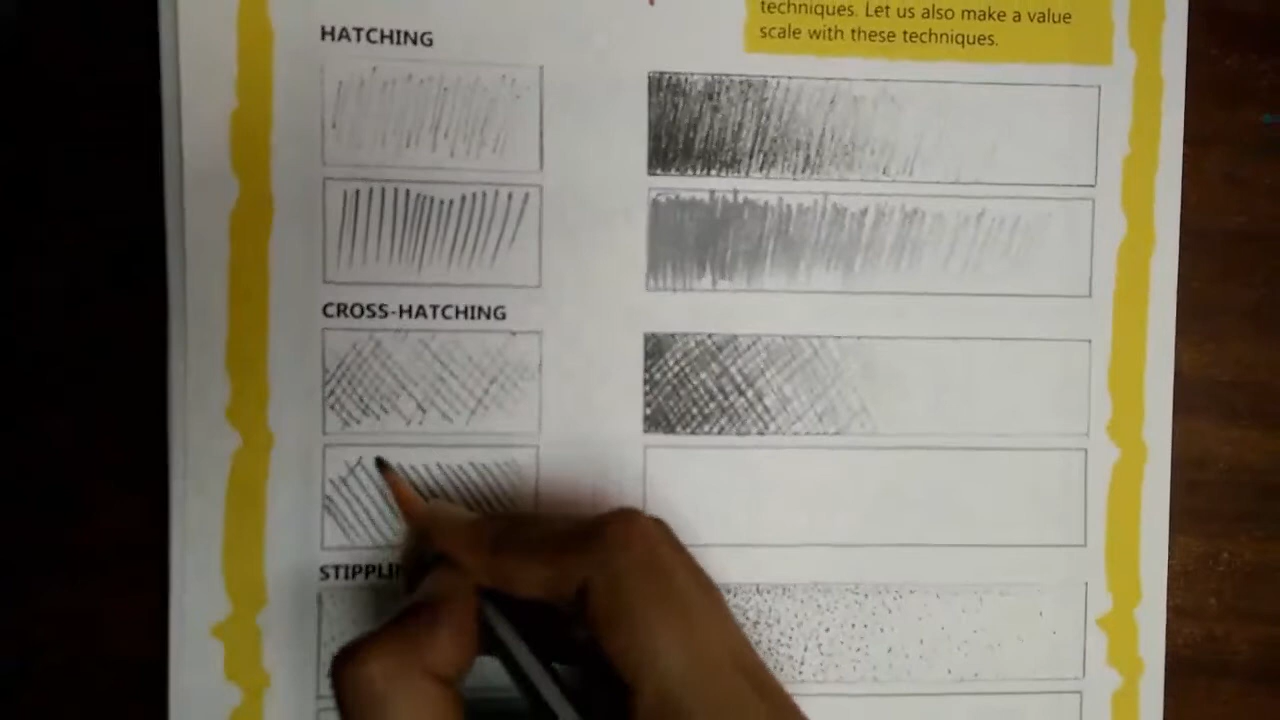 techniques. Let us also make a value
scale with these techniques.
HATCHING
CROSS-HATCHING